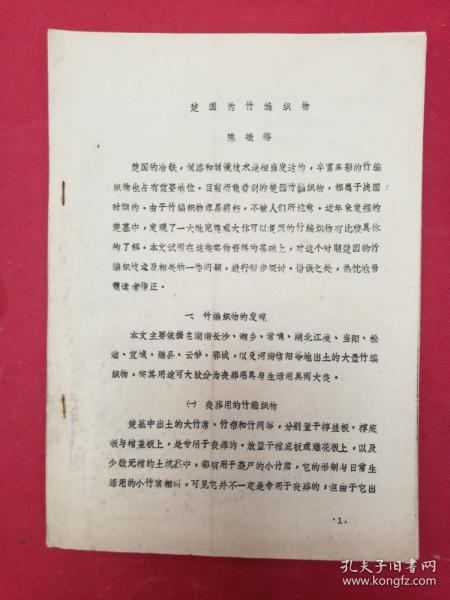 楚国的竹编织物
陈振裕
楚国的冶铁，制漆和制镜技术是相当发达的，丰富多彩的竹编
织物也占有重要地位。目前所能看到的楚国竹编织物，都属于战国
时期的。由于竹编织物容易腐朽，不被人们所注意。近年来发掘的
楚墓中，发现了一大批完整或大体可以复原的竹编织物有比较具体
的了解。本文试图在这些实物资料的基础上，对这个时期楚国的竹
编织技术及相关的一些问题，进行初步探讨。错误之处，热忱地希
读者指正。
一 竹编织物的发现
本文主要依据在湖南长沙、湘乡、常德、湖北江陵、当阳、松
滋、宜城、随县、云梦、鄂城，以及河南信阳等地出土的大量竹编
织物，按其用途可大致分为丧葬用具与生活用具两大类。
㈠ 丧葬用的竹编织物
楚墓中出土的大竹席、竹帘和竹网等，分别置于椁盖板、椁底
板与棺盖板上，是专用于丧葬的。放置于棺底板或雕花板上，以及
少数无棺的土坑墓中，都有用于裹尸的小竹席，它的形制与日常生
活用的小竹席相同，可见它并不一定是专用于丧葬的；但由于它出
·1·
孔夫子旧书网
www.kongfz.com